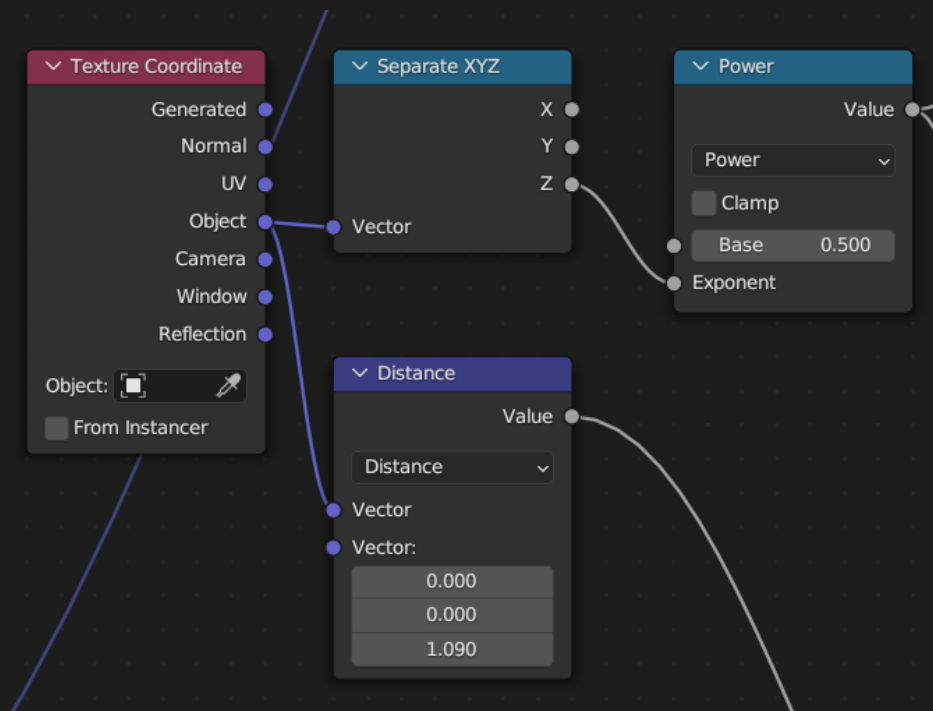 Texture Coordinate
Generated
Normal
UV
Object
Camera
Window
Reflection
Object:
From Instancer
Separate XYZ
X
Y
Z
Vector
Distance
Value
Distance
Vector
Vector:
0.000
0.000
1.090
Power
Value
Power
Clamp
Base 0.500
Exponent